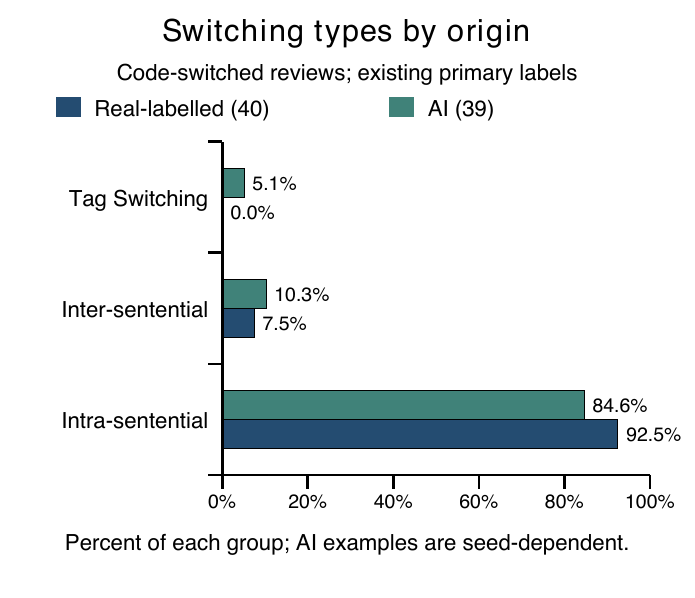 Switching types by origin
Code-switched reviews; existing primary labels
Real-labelled (40) AI (39)
Tag Switching 5.1%
0.0%
Inter-sentential 10.3%
7.5%
Intra-sentential 84.6%
92.5%
0% 20% 40% 60% 80% 100%
Percent of each group; AI examples are seed-dependent.